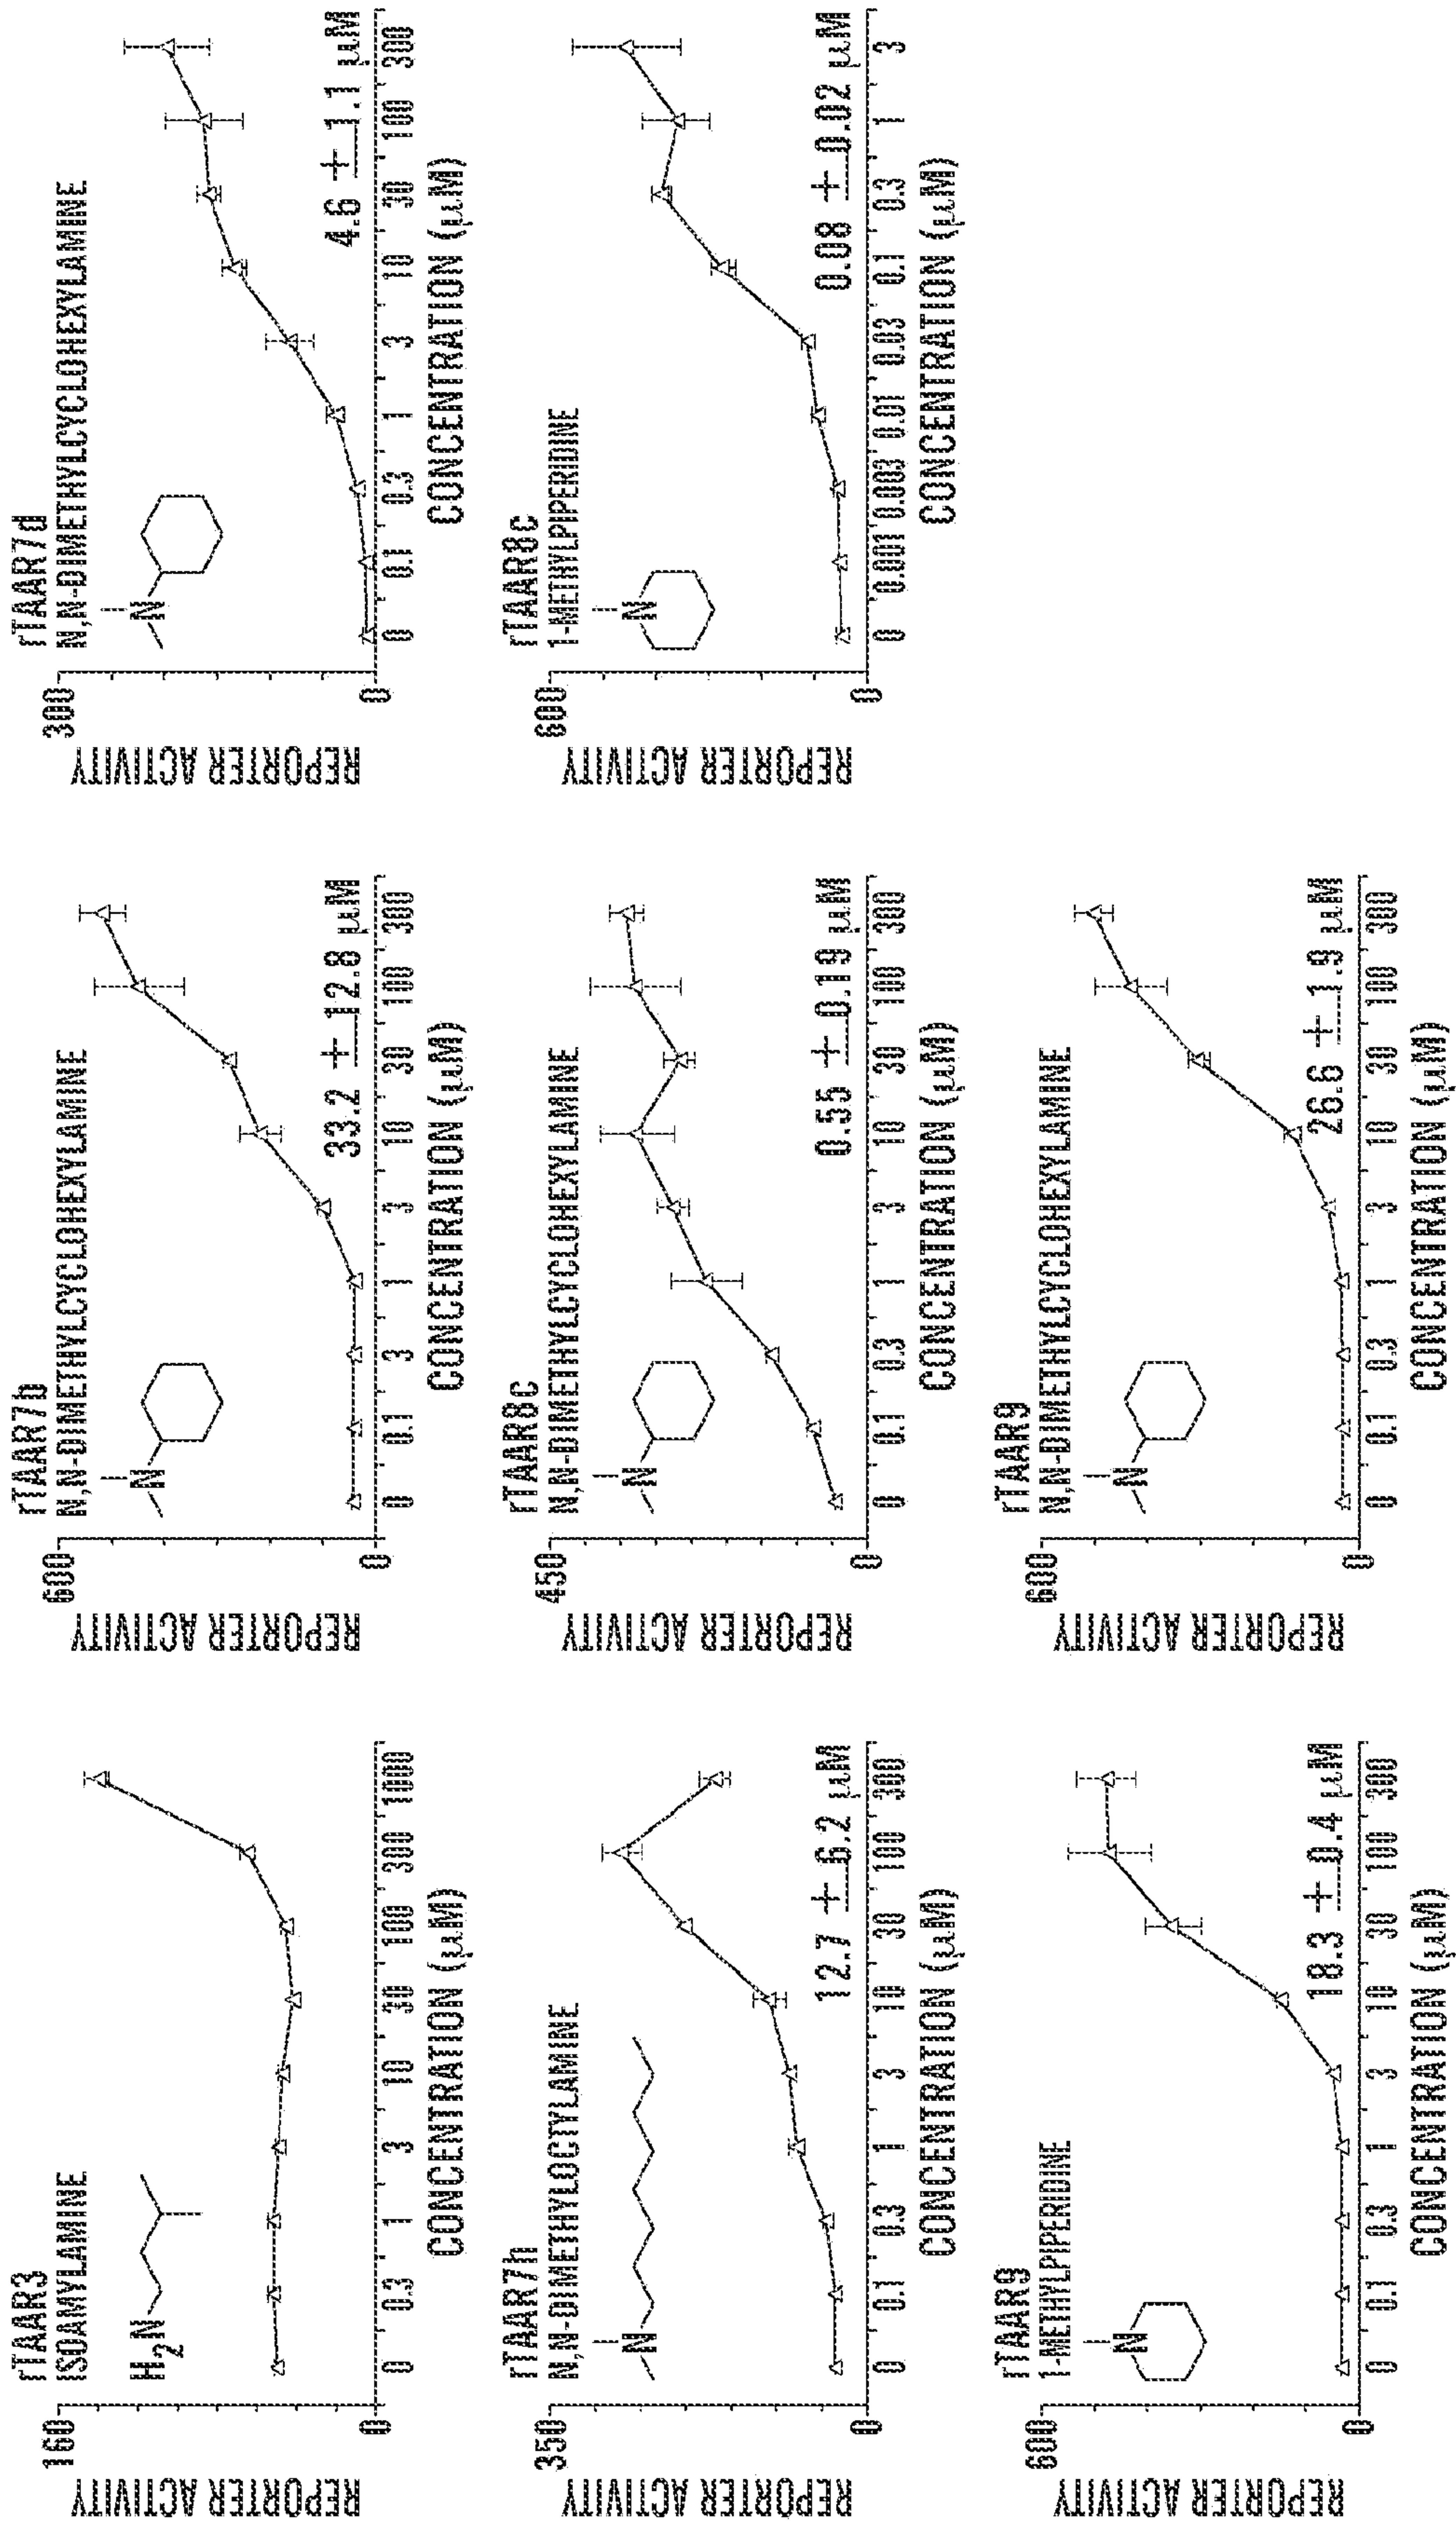 rTAAR3
ISOAMYLAMINE
H2N
160
0
REPORTER ACTIVITY
0 0.3 1 3 10 30 100 300 1000
CONCENTRATION (μM)
rTAAR7b
N,N-DIMETHYLCYCLOHEXYLAMINE
N
600
0
REPORTER ACTIVITY
33.2 ± 12.8 μM
0 0.1 3 1 3 10 30 100 300
CONCENTRATION (μM)
rTAAR7d
N,N-DIMETHYLCYCLOHEXYLAMINE
N
300
0
REPORTER ACTIVITY
4.6 ± 1.1 μM
0 0.1 0.3 1 3 10 30 100 300
CONCENTRATION (μM)
rTAAR7h
N,N-DIMETHYLOCTYLAMINE
N
350
0
REPORTER ACTIVITY
12.7 ± 6.2 μM
0 0.1 0.3 1 3 10 30 100 300
CONCENTRATION (μM)
rTAAR8c
N,N-DIMETHYLCYCLOHEXYLAMINE
N
450
0
REPORTER ACTIVITY
0.55 ± 0.19 μM
0 0.1 0.3 1 3 10 30 100 300
CONCENTRATION (μM)
rTAAR8c
1-METHYLPIPERIDINE
N
600
0
REPORTER ACTIVITY
0.08 ± 0.02 μM
0 0.001 0.003 0.01 0.03 0.1 0.3 1 3
CONCENTRATION (μM)
rTAAR9
1-METHYLPIPERIDINE
N
600
0
REPORTER ACTIVITY
18.3 ± 0.4 μM
0 0.1 0.3 1 3 10 30 100 300
CONCENTRATION (μM)
rTAAR9
N,N-DIMETHYLCYCLOHEXYLAMINE
N
600
0
REPORTER ACTIVITY
26.6 ± 1.9 μM
0 0.1 0.3 1 3 10 30 100 300
CONCENTRATION (μM)